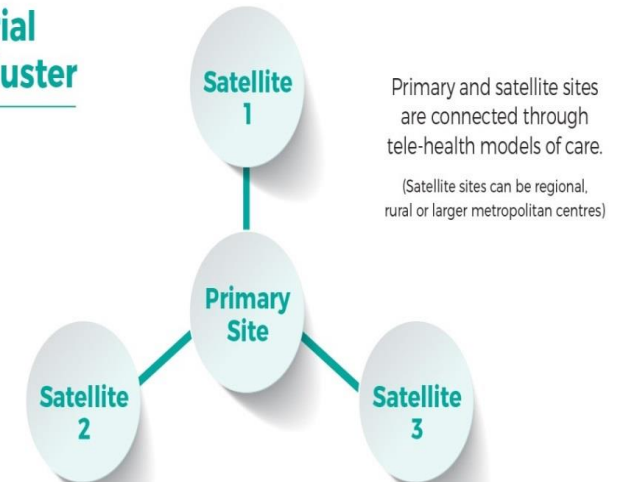 ial
uster
Satellite
1
Primary and satellite sites
are connected through
tele-health models of care.
(Satellite sites can be regional,
rural or larger metropolitan centres)
Primary
Site
Satellite
2
Satellite
3